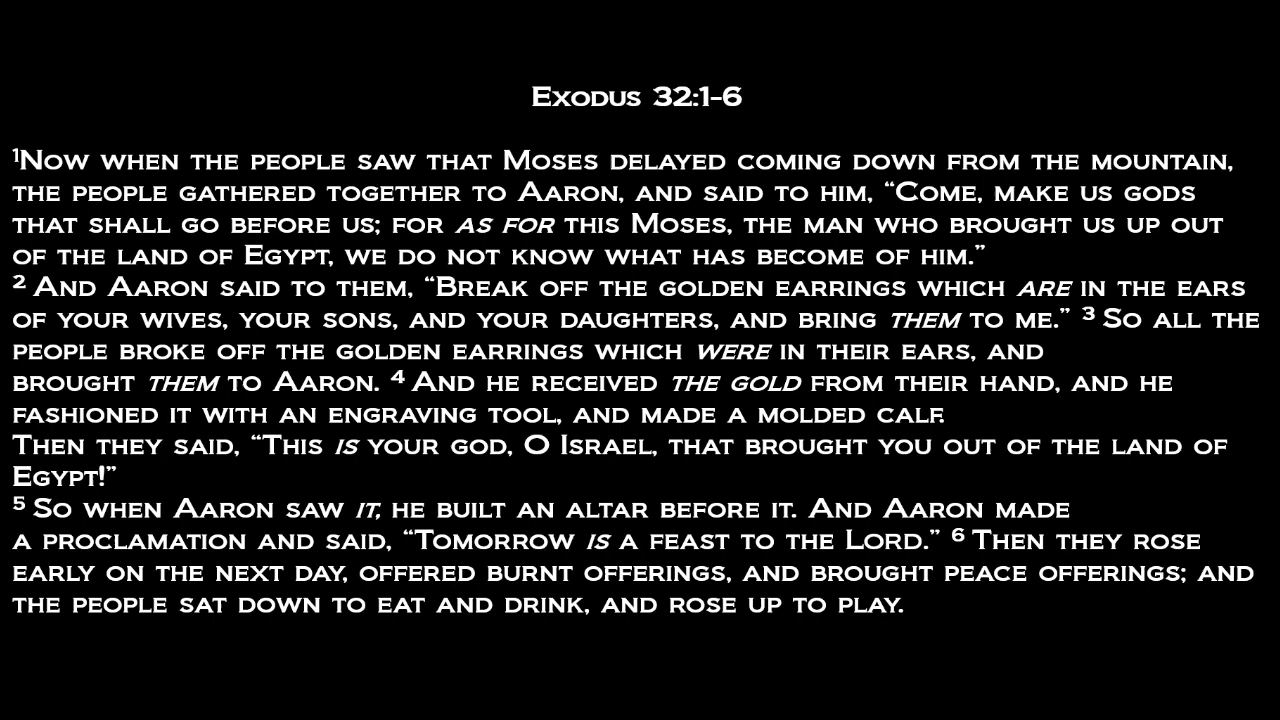 Exodus 32:1-6
¹Now when the people saw that Moses delayed coming down from the mountain,
the people gathered together to Aaron, and said to him, “Come, make us gods
that shall go before us; for as for this Moses, the man who brought us up out
of the land of Egypt, we do not know what has become of him.”
² And Aaron said to them, “Break off the golden earrings which are in the ears
of your wives, your sons, and your daughters, and bring them to me.” ³ So all the
people broke off the golden earrings which were in their ears, and
brought them to Aaron. ⁴ And he received the gold from their hand, and he
fashioned it with an engraving tool, and made a molded calf.
Then they said, “This is your god, O Israel, that brought you out of the land of
Egypt!”
⁵ So when Aaron saw it, he built an altar before it. And Aaron made
a proclamation and said, “Tomorrow is a feast to the Lord.” ⁶ Then they rose
early on the next day, offered burnt offerings, and brought peace offerings; and
the people sat down to eat and drink, and rose up to play.